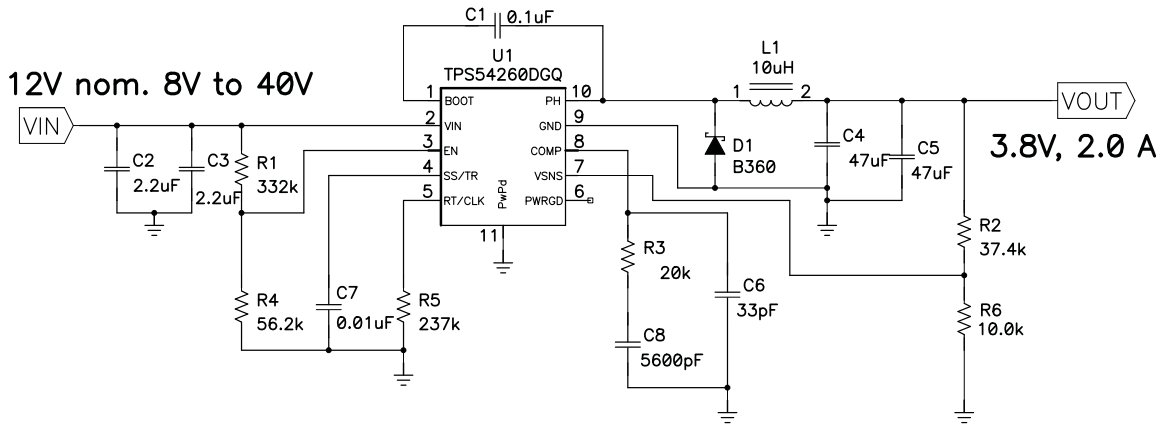 C1 0.1uF
U1
TPS54260DGQ
L1
10uH
12V nom. 8V to 40V
VIN
VOUT
3.8V, 2.0 A
1 BOOT PH 10
2 VIN GND 9
3 EN COMP 8
4 SS/TR VSNS 7
5 RT/CLK PWRGD 6
PwPd
11
1 2
C2
2.2uF
C3
2.2uF
R1
332k
D1
B360
C4
47uF
C5
47uF
R2
37.4k
R3
20k
R4
56.2k
C7
0.01uF
R5
237k
C6
33pF
C8
5600pF
R6
10.0k